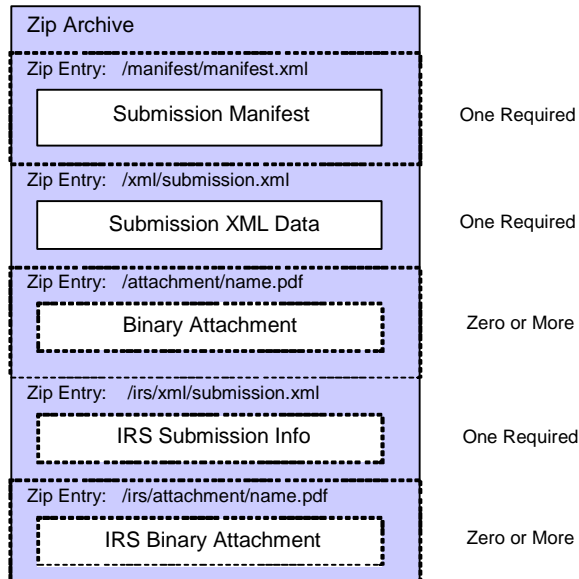 Zip Archive
Zip Entry: /manifest/manifest.xml
Submission Manifest
One Required
Zip Entry: /xml/submission.xml
Submission XML Data
One Required
Zip Entry: /attachment/name.pdf
Binary Attachment
Zero or More
Zip Entry: /irs/xml/submission.xml
IRS Submission Info
One Required
Zip Entry: /irs/attachment/name.pdf
IRS Binary Attachment
Zero or More